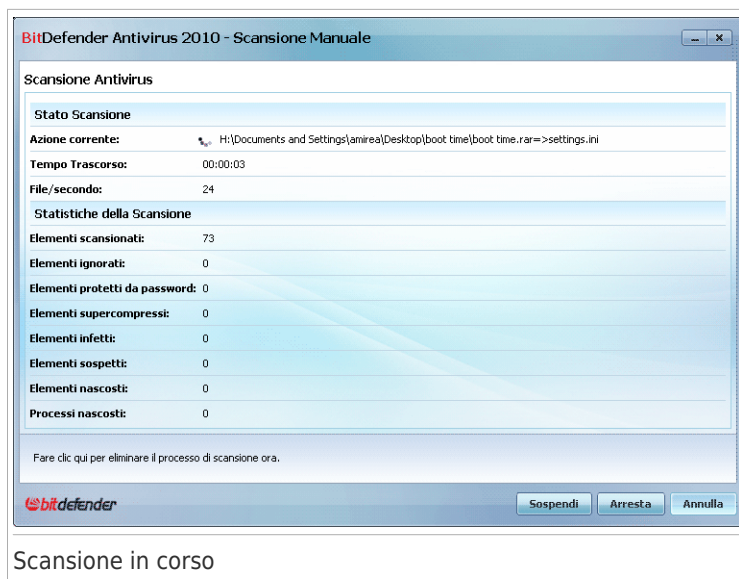 BitDefender Antivirus 2010 - Scansione Manuale
Scansione Antivirus
Stato Scansione
Azione corrente: H:\Documents and Settings\amirea\Desktop\boot time\boot time.rar=>settings.ini
Tempo Trascorso: 00:00:03
File/secondo: 24
Statistiche della Scansione
Elementi scansionati: 73
Elementi ignorati: 0
Elementi protetti da password: 0
Elementi supercompressi: 0
Elementi infetti: 0
Elementi sospetti: 0
Elementi nascosti: 0
Processi nascosti: 0
Fare clic qui per eliminare il processo di scansione ora.
bitdefender Sospendi Arresta Annulla
Scansione in corso